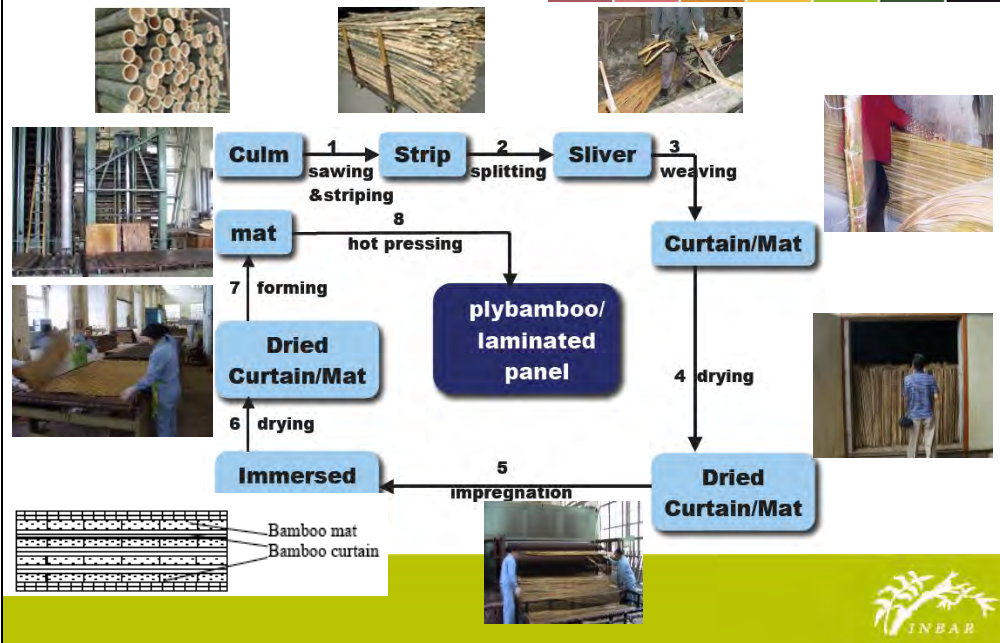 Culm
1
sawing
&striping
Strip
2
splitting
Sliver
3
weaving
Curtain/Mat
4 drying
Dried
Curtain/Mat
5
impregnation
Immersed
6 drying
Dried
Curtain/Mat
7 forming
mat
8
hot pressing
plybamboo/
laminated
panel
Bamboo mat
Bamboo curtain
INBAR